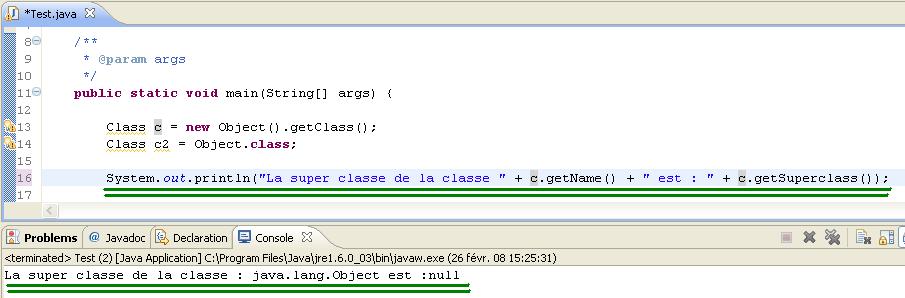 *Test.java
8 /**
9 * @param args
10 */
11 public static void main(String[] args) {
12
13 Class c = new Object().getClass();
14 Class c2 = Object.class;
15
16 System.out.println("La super classe de la classe " + c.getName() + " est : " + c.getSuperclass());
17
Problems @ Javadoc Declaration Console
<terminated> Test (2) [Java Application] C:\Program Files\Java\jre1.6.0_03\bin\javaw.exe (26 févr. 08 15:25:31)
La super classe de la classe : java.lang.Object est :null